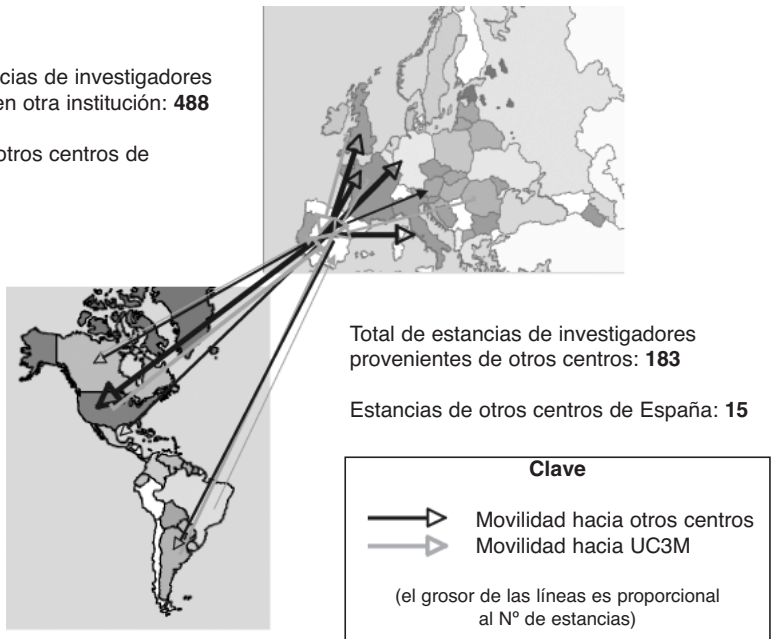 cias de investigadores
en otra institución: 488
otros centros de
Total de estancias de investigadores
provenientes de otros centros: 183
Estancias de otros centros de España: 15
Clave
Movilidad hacia otros centros
Movilidad hacia UC3M
(el grosor de las líneas es proporcional
al Nº de estancias)